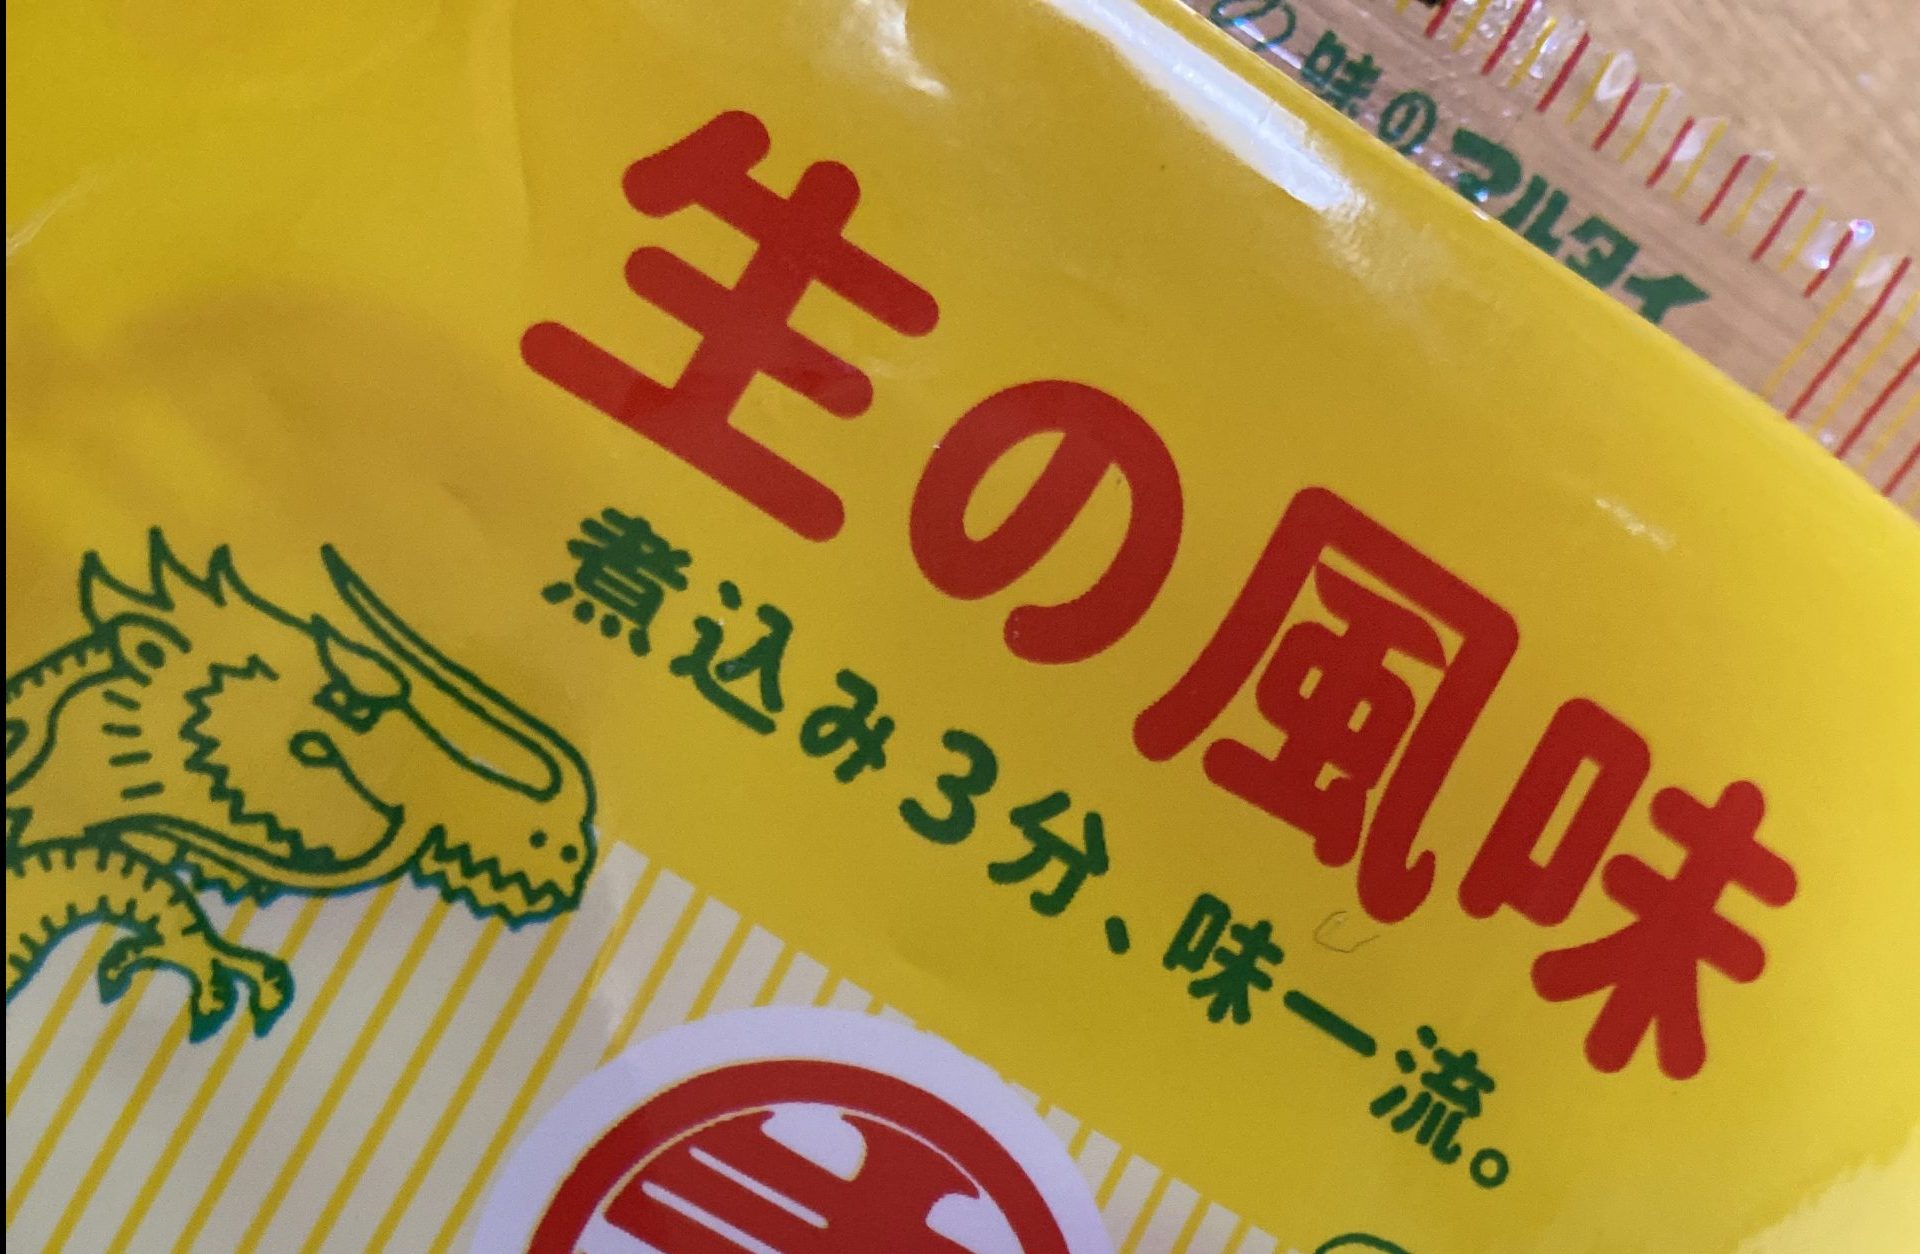 の味のマルタイ
生の風味
煮込み3分、味一流。